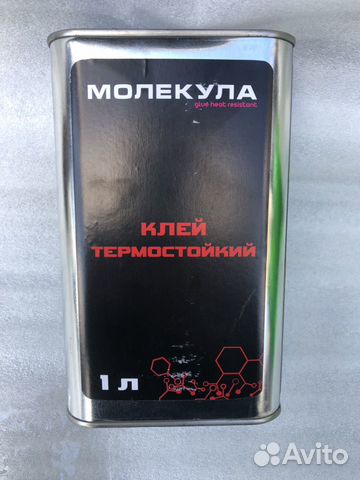 МОЛЕКУЛА
glue heat resistant
КЛЕЙ
ТЕРМОСТОЙКИЙ
1 л
Avito